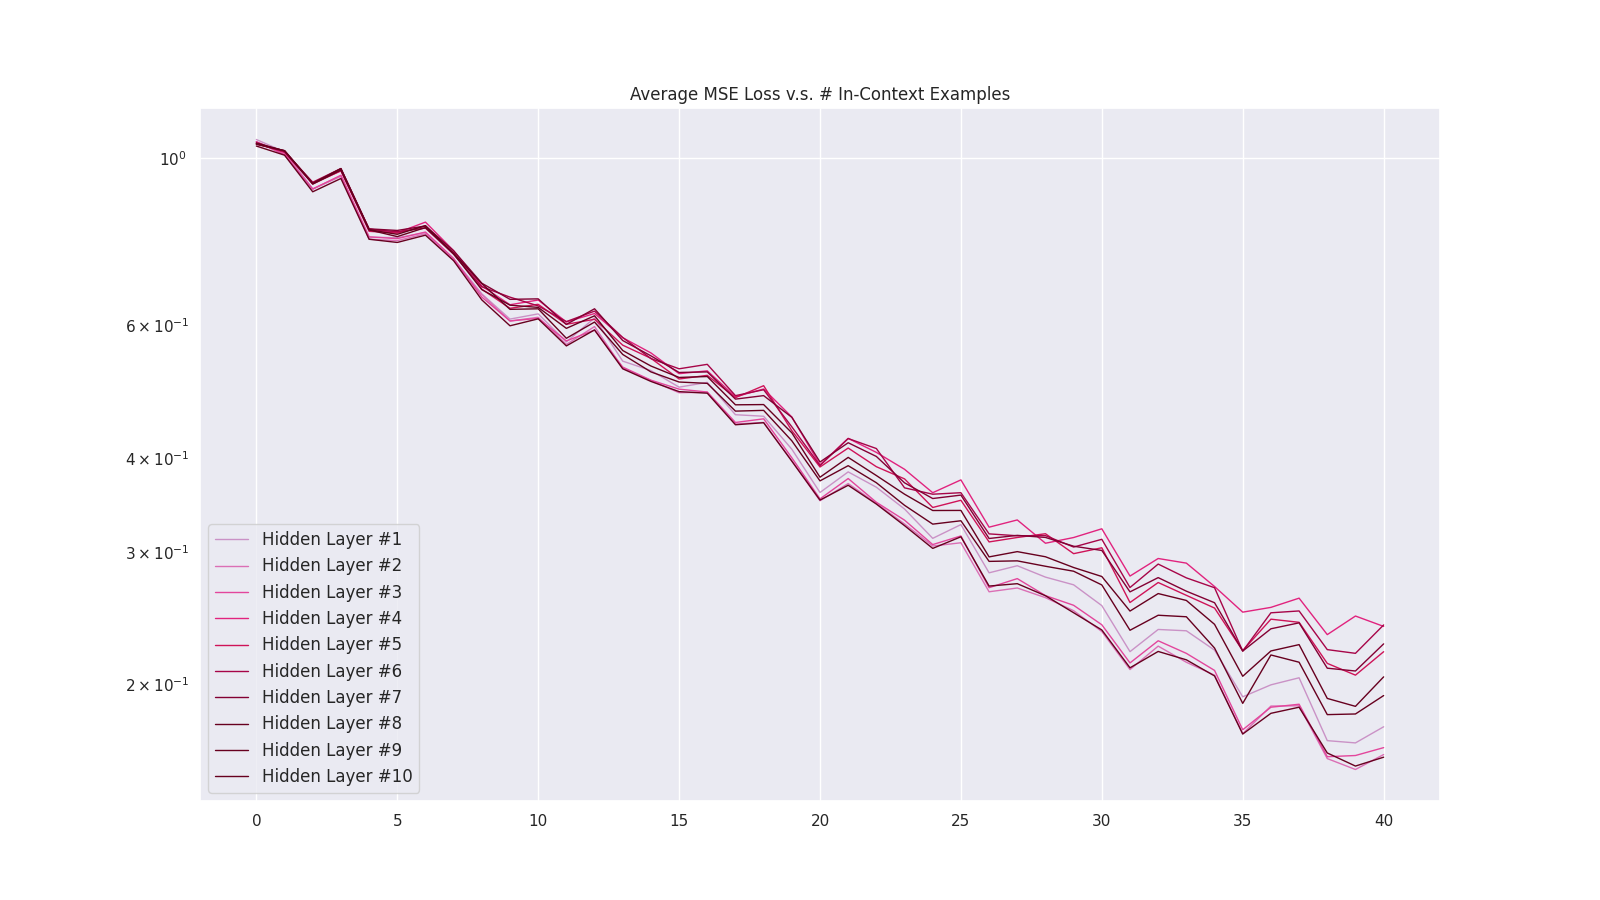 Average MSE Loss v.s. # In-Context Examples
10⁰
6 × 10⁻¹
4 × 10⁻¹
3 × 10⁻¹
2 × 10⁻¹
Hidden Layer #1
Hidden Layer #2
Hidden Layer #3
Hidden Layer #4
Hidden Layer #5
Hidden Layer #6
Hidden Layer #7
Hidden Layer #8
Hidden Layer #9
Hidden Layer #10
0 5 10 15 20 25 30 35 40